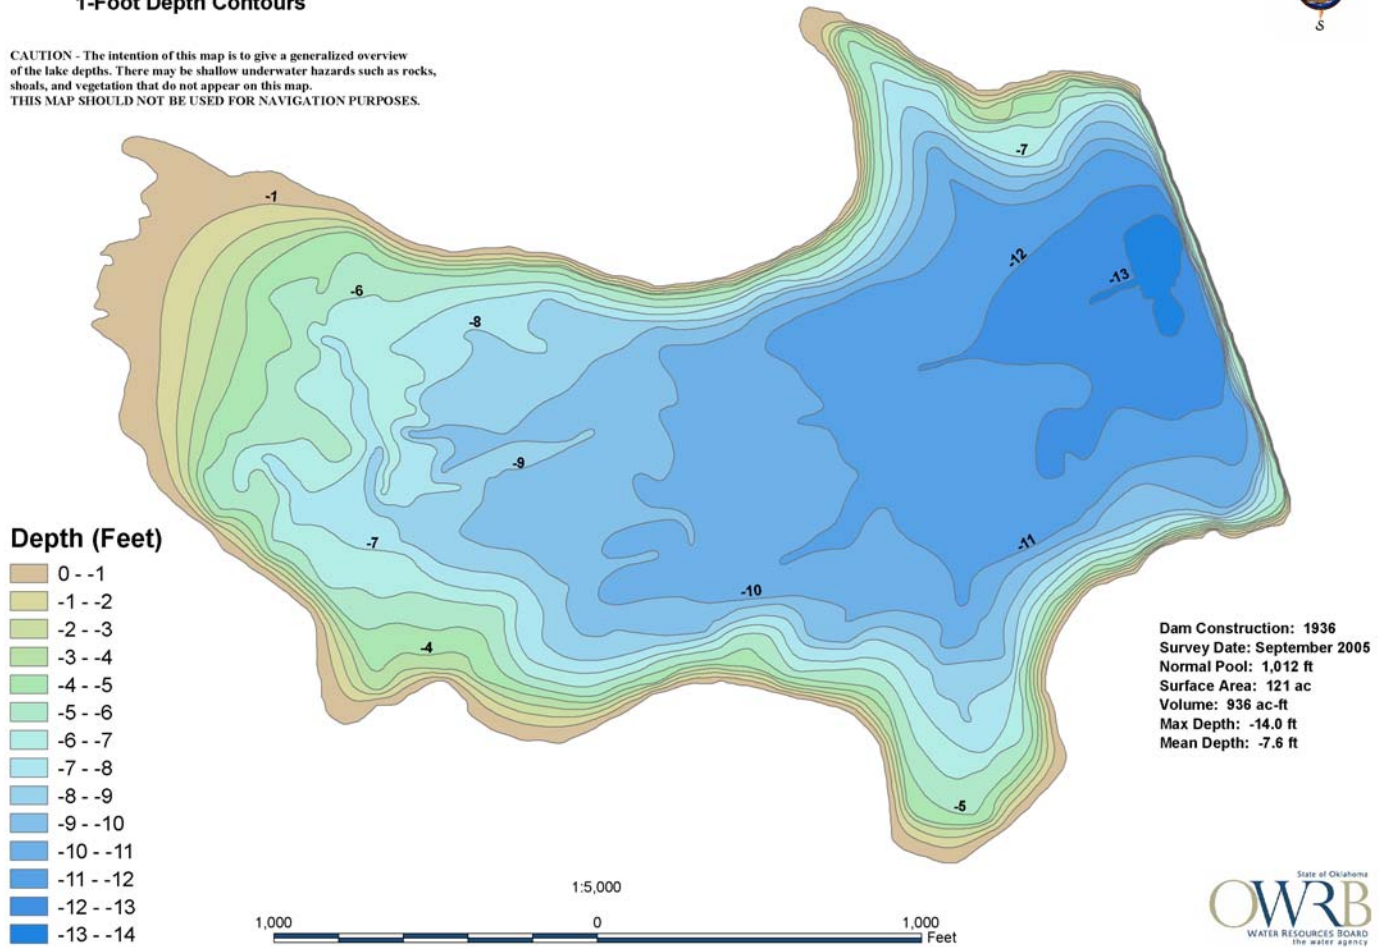 1-Foot Depth Contours
S
CAUTION - The intention of this map is to give a generalized overview
of the lake depths. There may be shallow underwater hazards such as rocks,
shoals, and vegetation that do not appear on this map.
THIS MAP SHOULD NOT BE USED FOR NAVIGATION PURPOSES.
-7
-1
-12
-13
-6
-8
-9
-7
-11
-10
-4
-5
Depth (Feet)
0 - -1
-1 - -2
-2 - -3
-3 - -4
-4 - -5
-5 - -6
-6 - -7
-7 - -8
-8 - -9
-9 - -10
-10 - -11
-11 - -12
-12 - -13
-13 - -14
Dam Construction: 1936
Survey Date: September 2005
Normal Pool: 1,012 ft
Surface Area: 121 ac
Volume: 936 ac-ft
Max Depth: -14.0 ft
Mean Depth: -7.6 ft
1:5,000
1,000 0 1,000
Feet
State of Oklahoma
OWRB
WATER RESOURCES BOARD
the water agency